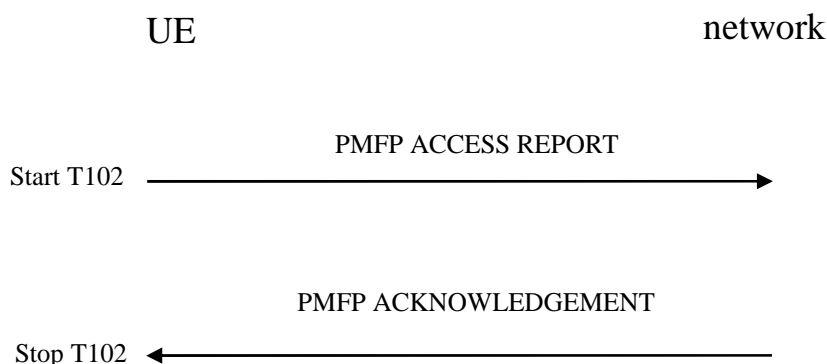 UE
network
PMFP ACCESS REPORT
Start T102
PMFP ACKNOWLEDGEMENT
Stop T102